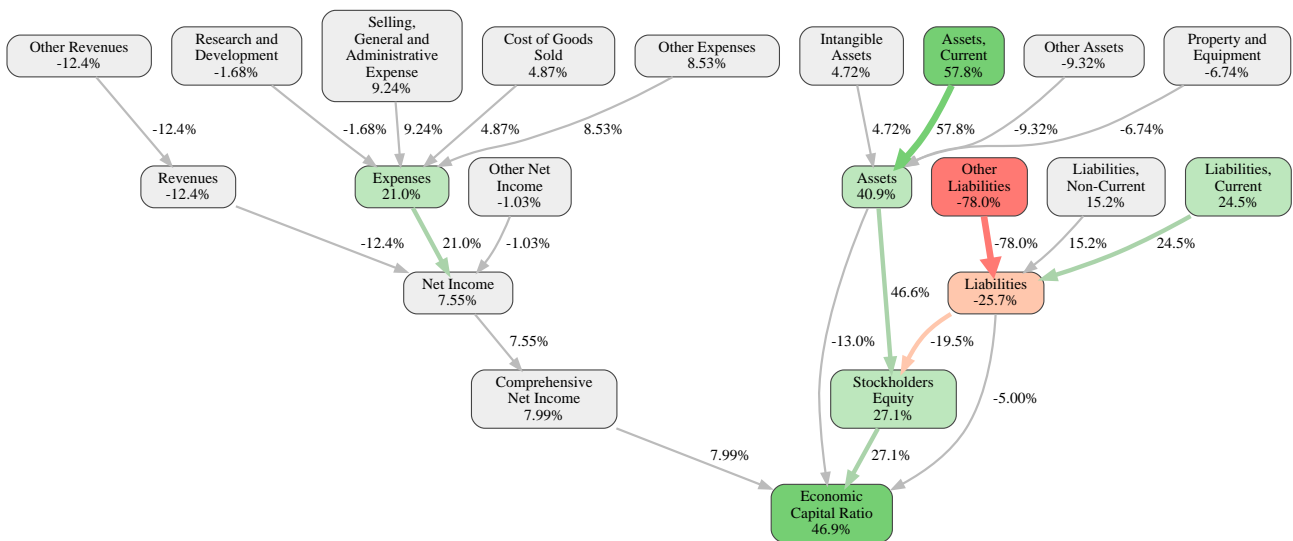 Other Revenues
-12.4%
Research and
Development
-1.68%
Selling,
General and
Administrative
Expense
9.24%
Cost of Goods
Sold
4.87%
Other Expenses
8.53%
Intangible
Assets
4.72%
Assets,
Current
57.8%
Other Assets
-9.32%
Property and
Equipment
-6.74%
-12.4%
-1.68%
9.24%
4.87%
8.53%
4.72%
57.8%
-9.32%
-6.74%
Revenues
-12.4%
Expenses
21.0%
Other Net
Income
-1.03%
Assets
40.9%
Other
Liabilities
-78.0%
Liabilities,
Non-Current
15.2%
Liabilities,
Current
24.5%
-12.4%
21.0%
-1.03%
-78.0%
15.2%
24.5%
Net Income
7.55%
46.6%
Liabilities
-25.7%
7.55%
-13.0%
-19.5%
Comprehensive
Net Income
7.99%
Stockholders
Equity
27.1%
-5.00%
7.99%
27.1%
Economic
Capital Ratio
46.9%